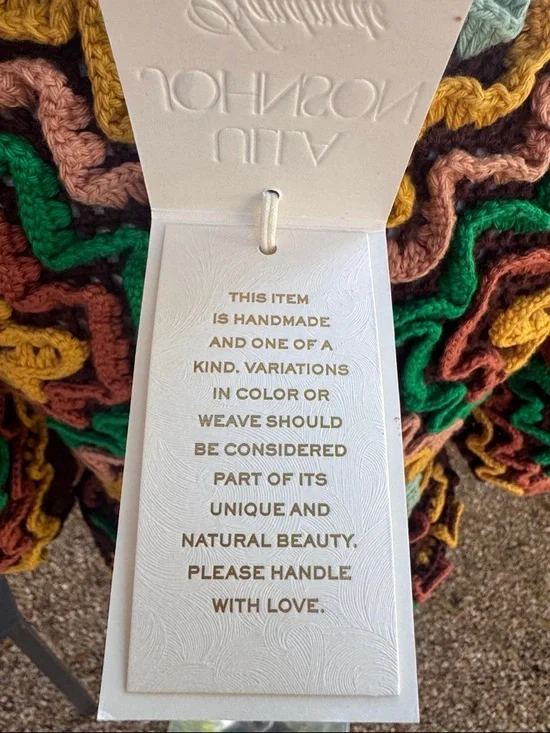 Handmade
ULLA
JOHNSON
THIS ITEM
IS HANDMADE
AND ONE OF A
KIND. VARIATIONS
IN COLOR OR
WEAVE SHOULD
BE CONSIDERED
PART OF ITS
UNIQUE AND
NATURAL BEAUTY.
PLEASE HANDLE
WITH LOVE.